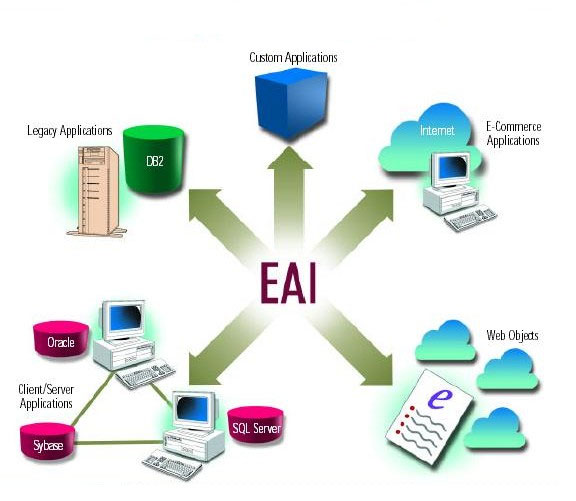 Custom Applications
Legacy Applications
DB2
Internet
E-Commerce
Applications
EAI
Oracle
Client/Server
Applications
Sybase
SQL Server
Web Objects
e